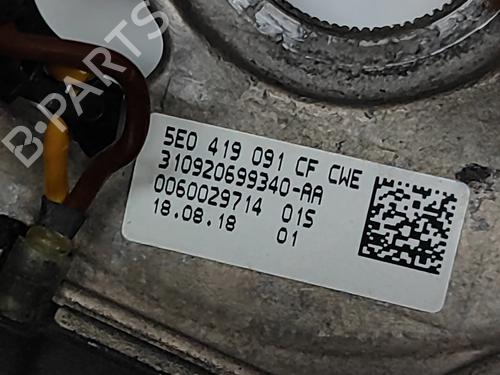 B-PARTS
5E0 419 091 CF CWE
310920699340-AA
0060029714 01S
18.08.18 01